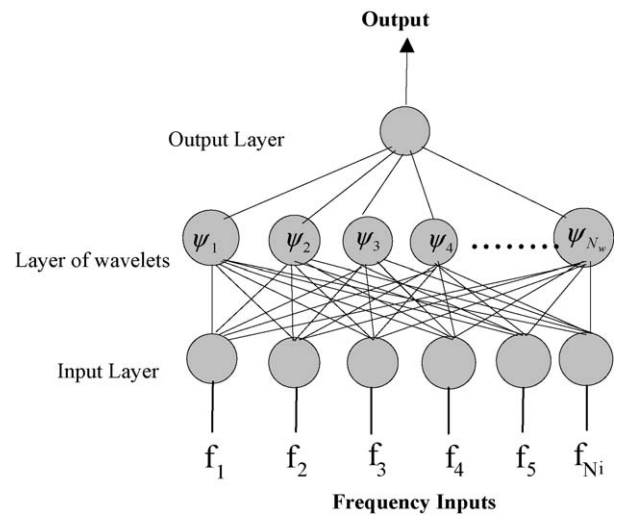 Output
Output Layer
ψ1 ψ2 ψ3 ψ4 ........ ψNw
Layer of wavelets
Input Layer
f1 f2 f3 f4 f5 fNi
Frequency Inputs